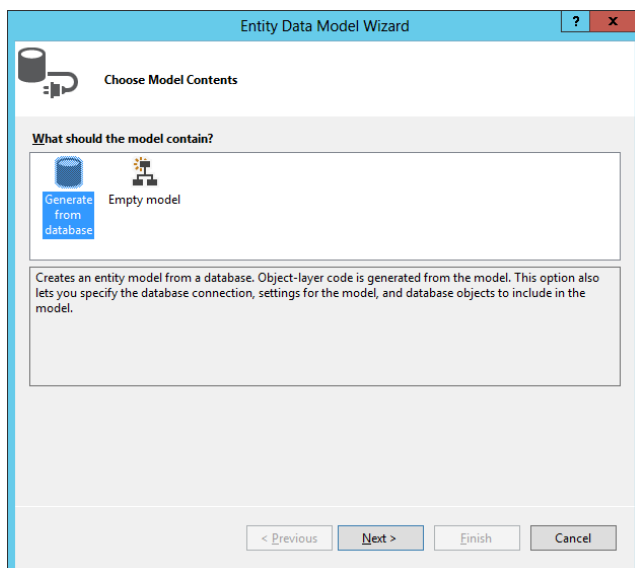 Entity Data Model Wizard
? x
Choose Model Contents
What should the model contain?
Generate
from
database
Empty model
Creates an entity model from a database. Object-layer code is generated from the model. This option also
lets you specify the database connection, settings for the model, and database objects to include in the
model.
< Previous
Next >
Finish
Cancel